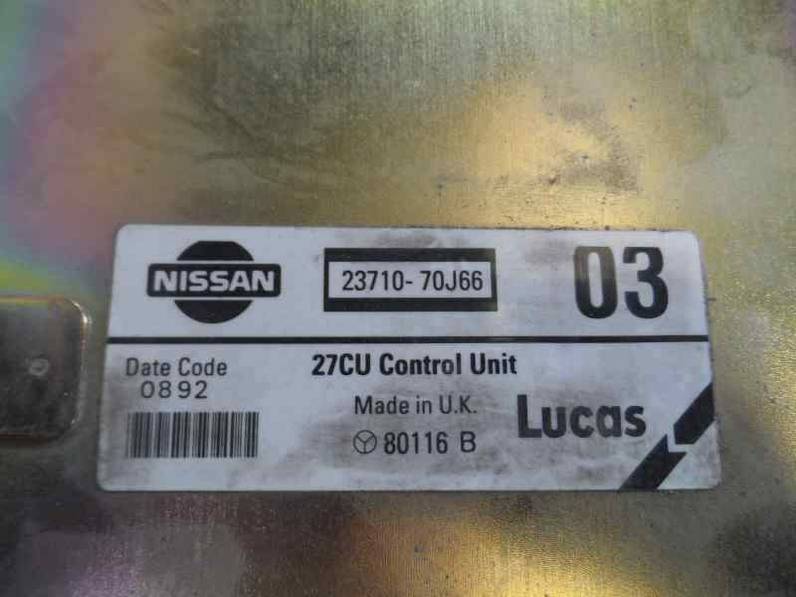 NISSAN
23710-70J66
03
Date Code
0892
27CU Control Unit
Made in U.K.
80116 B
Lucas